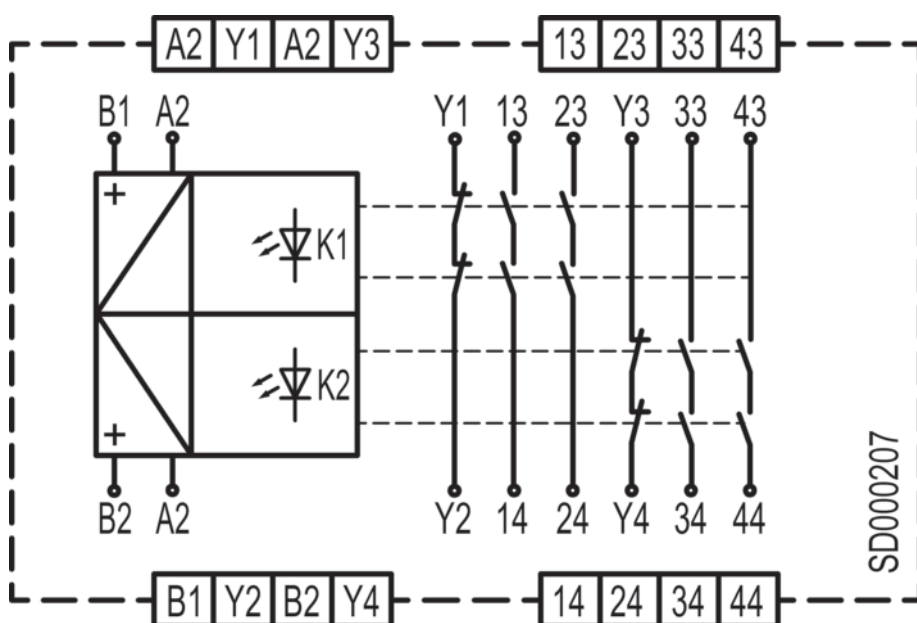 A2 Y1 A2 Y3 13 23 33 43
B1 A2 Y1 13 23 Y3 33 43
+
K1
K2
+
B2 A2 Y2 14 24 Y4 34 44
SD000207
B1 Y2 B2 Y4 14 24 34 44